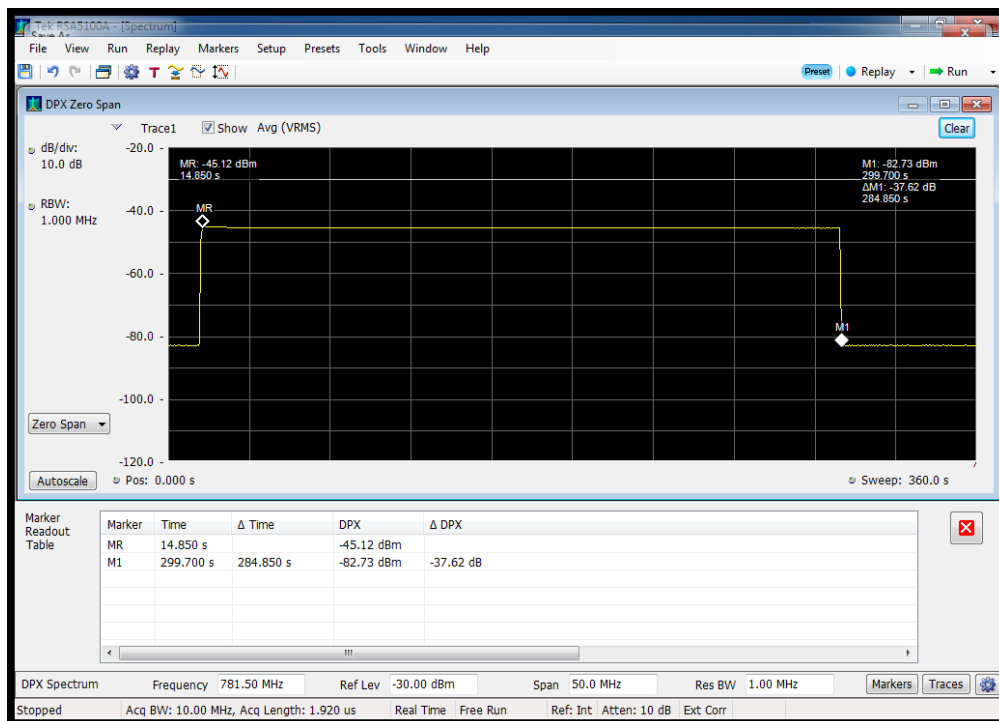 Tek RSA5100A - [Spectrum]
Save As
File View Run Replay Markers Setup Presets Tools Window Help
T Preset Replay Run
DPX Zero Span
Trace1 Show Avg (VRMS) Clear
dB/div:
10.0 dB
RBW:
1.000 MHz
-20.0 -
-40.0 -
-60.0 -
-80.0 -
-100.0 -
-120.0 -
MR: -45.12 dBm
14.850 s
M1: -82.73 dBm
299.700 s
ΔM1: -37.62 dB
284.850 s
MR
M1
Zero Span
Autoscale Pos: 0.000 s Sweep: 360.0 s
Marker
Readout
Table
Marker Time Δ Time DPX Δ DPX
MR 14.850 s -45.12 dBm
M1 299.700 s 284.850 s -82.73 dBm -37.62 dB
DPX Spectrum Frequency 781.50 MHz Ref Lev -30.00 dBm Span 50.0 MHz Res BW 1.00 MHz Markers Traces
Stopped Acq BW: 10.00 MHz, Acq Length: 1.920 us Real Time Free Run Ref: Int Atten: 10 dB Ext Corr